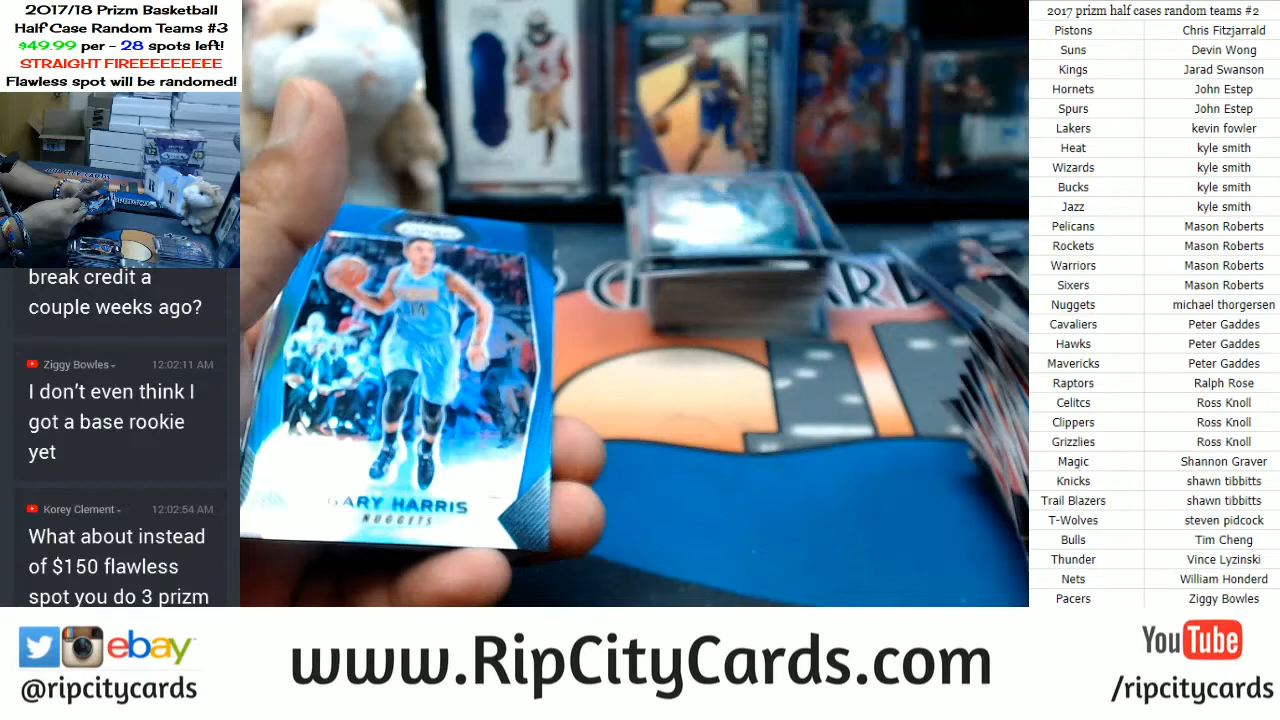 2017/18 Prizm Basketball
Half Case Random Teams #3
$49.99 per - 28 spots left!
STRAIGHT FIREEEEEEEEE
Flawless spot will be randomed!
break credit a
couple weeks ago?
Ziggy Bowles 12:02:11 AM
I don't even think I
got a base rookie
yet
Korey Clement 12:02:54 AM
What about instead
of $150 flawless
spot you do 3 prizm
GARY HARRIS
NUGGETS
14
2017 prizm half cases random teams #2
Pistons Chris Fitzjarrald
Suns Devin Wong
Kings Jarad Swanson
Hornets John Estep
Spurs John Estep
Lakers kevin fowler
Heat kyle smith
Wizards kyle smith
Bucks kyle smith
Jazz kyle smith
Pelicans Mason Roberts
Rockets Mason Roberts
Warriors Mason Roberts
Sixers Mason Roberts
Nuggets michael thorgersen
Cavaliers Peter Gaddes
Hawks Peter Gaddes
Mavericks Peter Gaddes
Raptors Ralph Rose
Celitcs Ross Knoll
Clippers Ross Knoll
Grizzlies Ross Knoll
Magic Shannon Graver
Knicks shawn tibbitts
Trail Blazers shawn tibbitts
T-Wolves steven pidcock
Bulls Tim Cheng
Thunder Vince Lyzinski
Nets William Honderd
Pacers Ziggy Bowles
ebay
@ripcitycards
www.RipCityCards.com
YouTube
/ripcitycards